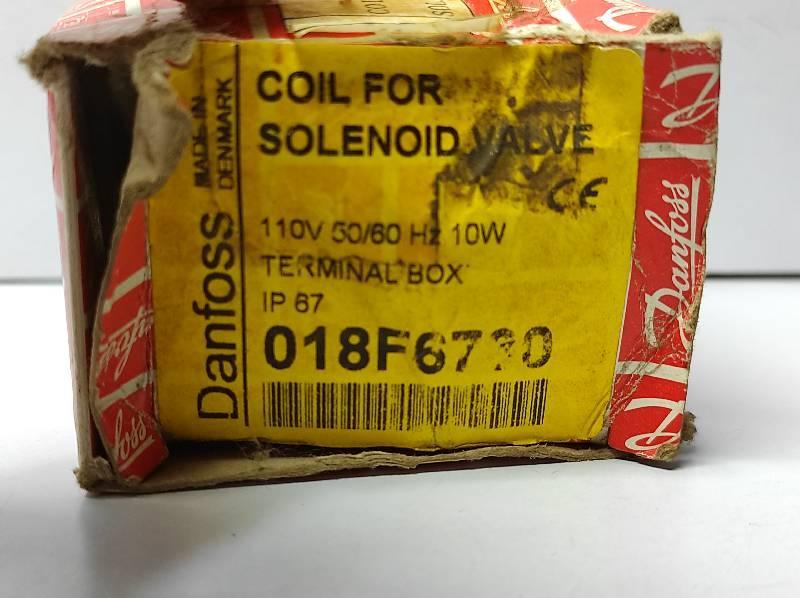 COIL FOR
SOLENOID VALVE
CE
110V 50/60 Hz 10W
TERMINAL BOX
IP 67
018F6730
Danfoss
MADE IN
DENMARK
Danfoss